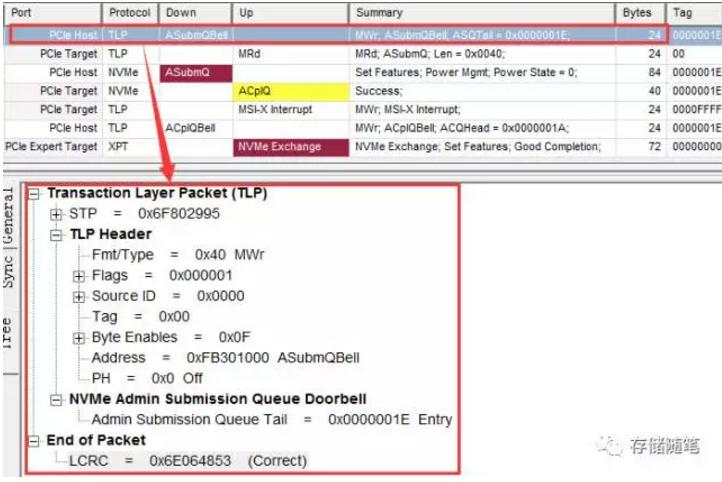 Port Protocol Down Up Summary Bytes Tag
PCIe Host TLP ASubmQBell MWr; ASubmQBell, ASQTail = 0x0000001E; 24 0000001E
PCIe Target TLP MRd MRd; ASubmQ; Len = 0x0040; 24 00
PCIe Host NVMe ASubmQ Set Features; Power Mgmt; Power State = 0; 84 0000001E
PCIe Target NVMe ACplQ Success; 40 0000001E
PCIe Target TLP MSI-X Interrupt MWr; MSI-X Interrupt; 24 0000FFFF
PCIe Host TLP ACplQBell MWr; ACplQBell; ACQHead = 0x0000001A; 24 0000001E
PCIe Expert Target XPT NVMe Exchange NVMe Exchange; Set Features; Good Completion; 72 00000000
General
Sync
Tree
Transaction Layer Packet (TLP)
STP = 0x6F802995
TLP Header
Fmt/Type = 0x40 MWr
Flags = 0x000001
Source ID = 0x0000
Tag = 0x00
Byte Enables = 0x0F
Address = 0xFB301000 ASubmQBell
PH = 0x0 Off
NVMe Admin Submission Queue Doorbell
Admin Submission Queue Tail = 0x0000001E Entry
End of Packet
LCRC = 0x6E064853 (Correct)
存储随笔